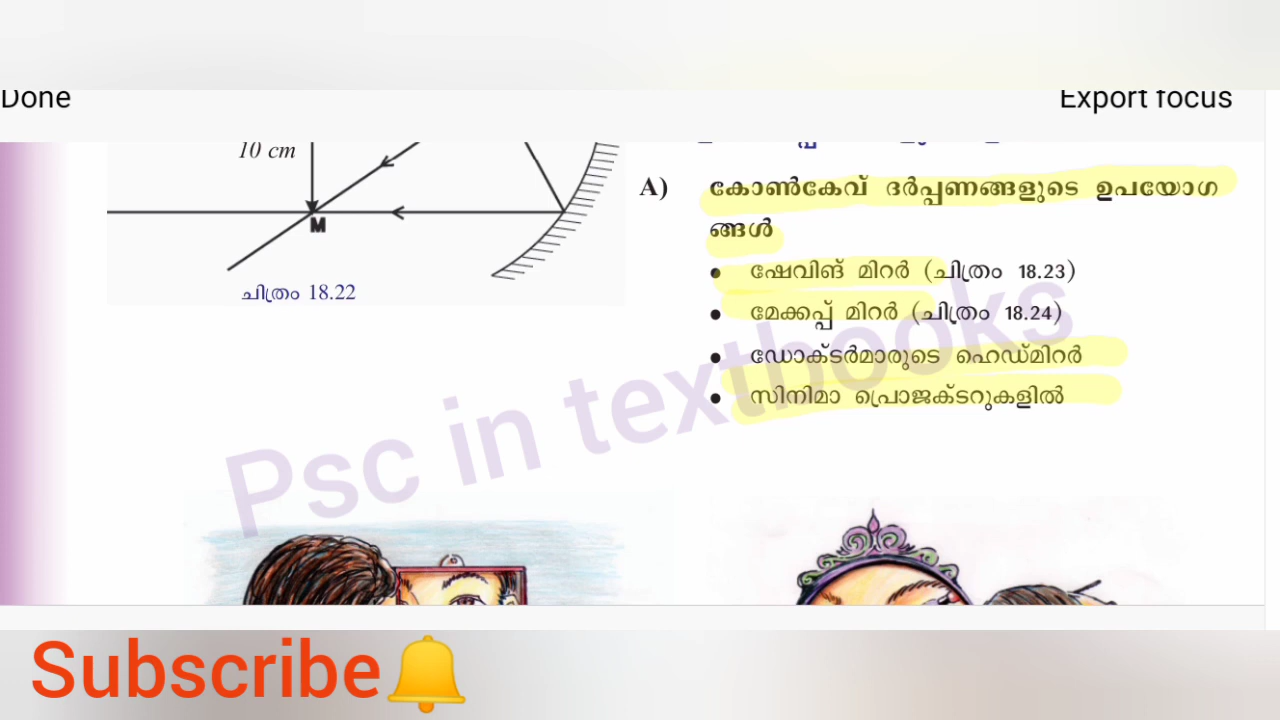 Done
Export focus
10 cm
M
ചിത്രം 18.22
A) കോൺകേവ് ദർപ്പണങ്ങളുടെ ഉപയോഗ
ങ്ങൾ
• ഷേവിങ് മിറർ (ചിത്രം 18.23)
• മേക്കപ്പ് മിറർ (ചിത്രം 18.24)
• ഡോക്ടർമാരുടെ ഹെഡ്മിറർ
• സിനിമാ പ്രൊജക്ടറുകളിൽ
Psc in textbooks
Subscribe